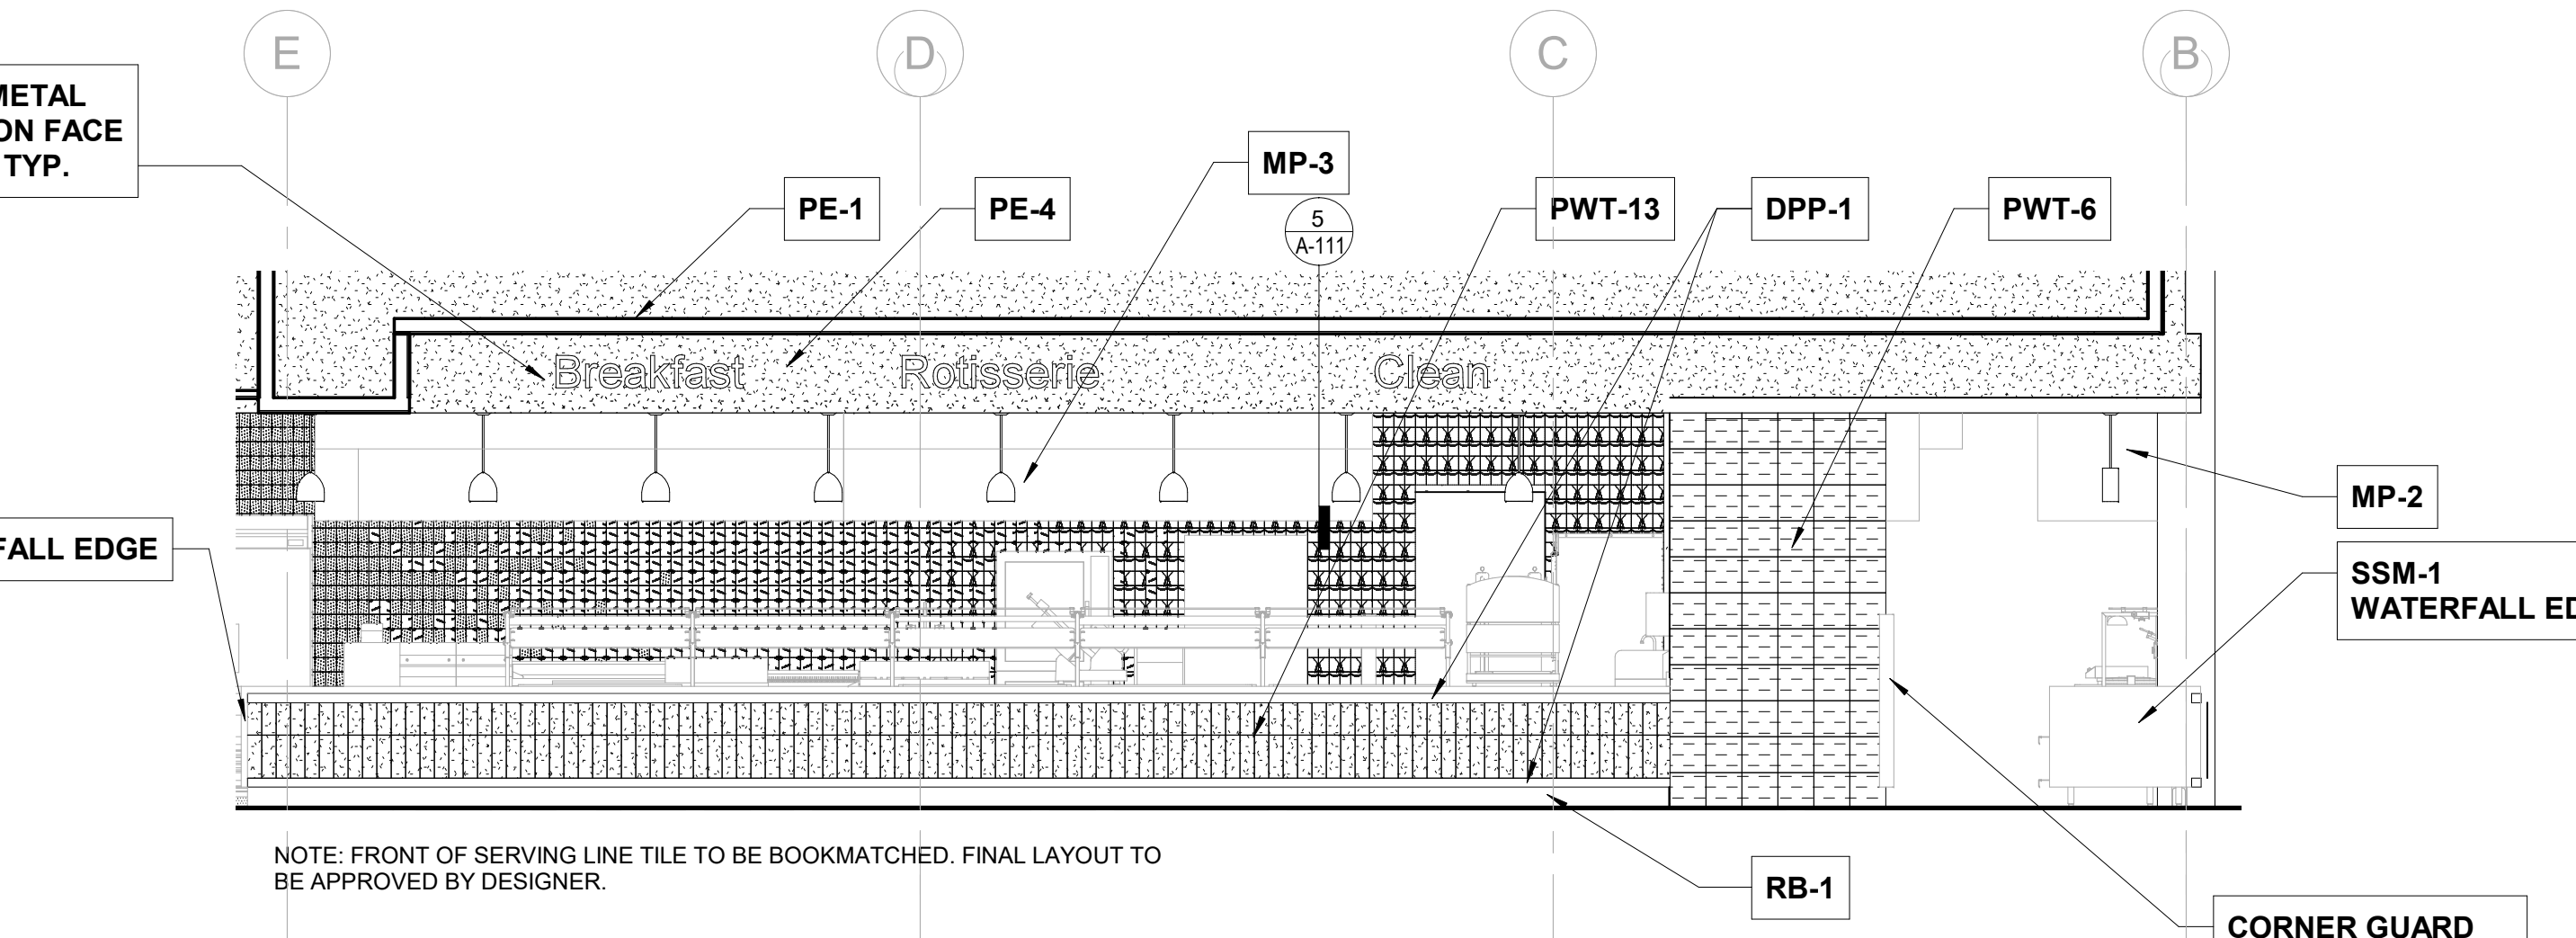 E
D
C
B
METAL
ON FACE
TYP.
MP-3
PE-1
PE-4
5
A-111
PWT-13
DPP-1
PWT-6
Breakfast
Rotisserie
Clean
MP-2
FALL EDGE
SSM-1
WATERFALL ED
NOTE: FRONT OF SERVING LINE TILE TO BE BOOKMATCHED. FINAL LAYOUT TO
BE APPROVED BY DESIGNER.
RB-1
CORNER GUARD